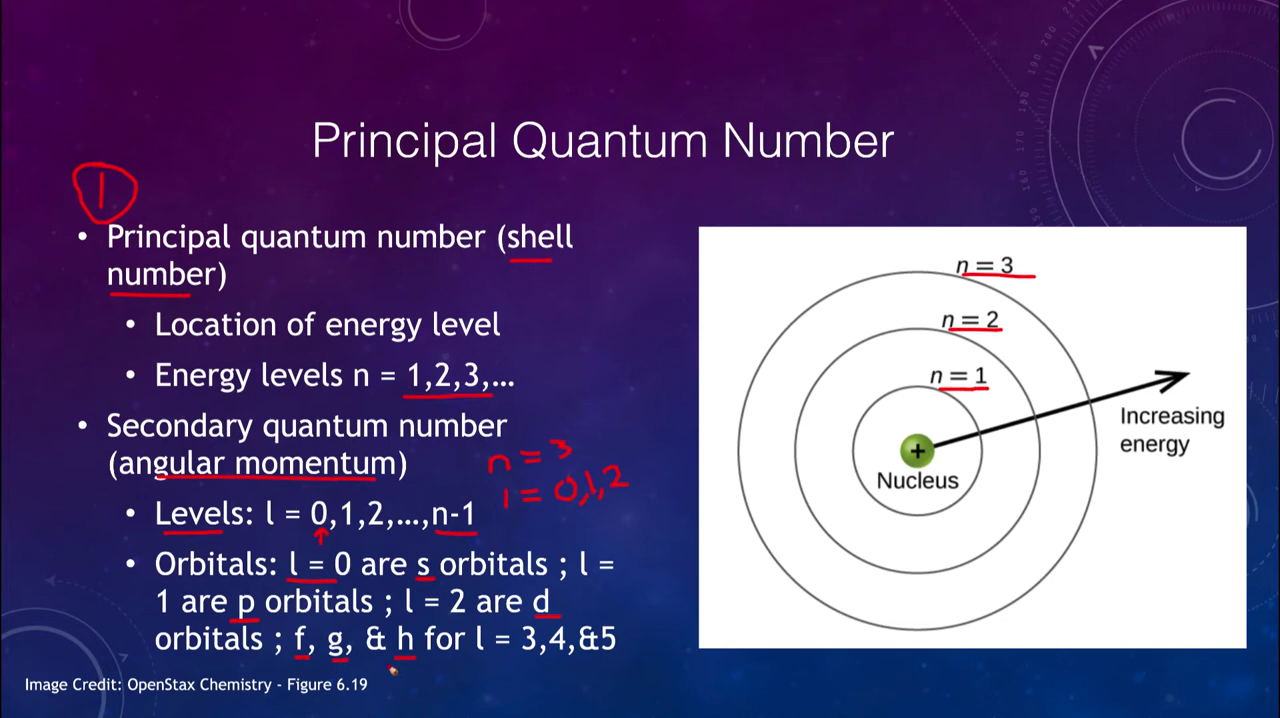 Principal Quantum Number
1
• Principal quantum number (shell
number)
• Location of energy level
• Energy levels n = 1,2,3,…
• Secondary quantum number
(angular momentum)
n = 3
l = 0,1,2
• Levels: l = 0,1,2,…,n-1
• Orbitals: l = 0 are s orbitals ; l =
1 are p orbitals ; l = 2 are d
orbitals ; f, g, & h for l = 3,4,&5
n = 3
n = 2
n = 1
+
Nucleus
Increasing
energy
Image Credit: OpenStax Chemistry - Figure 6.19